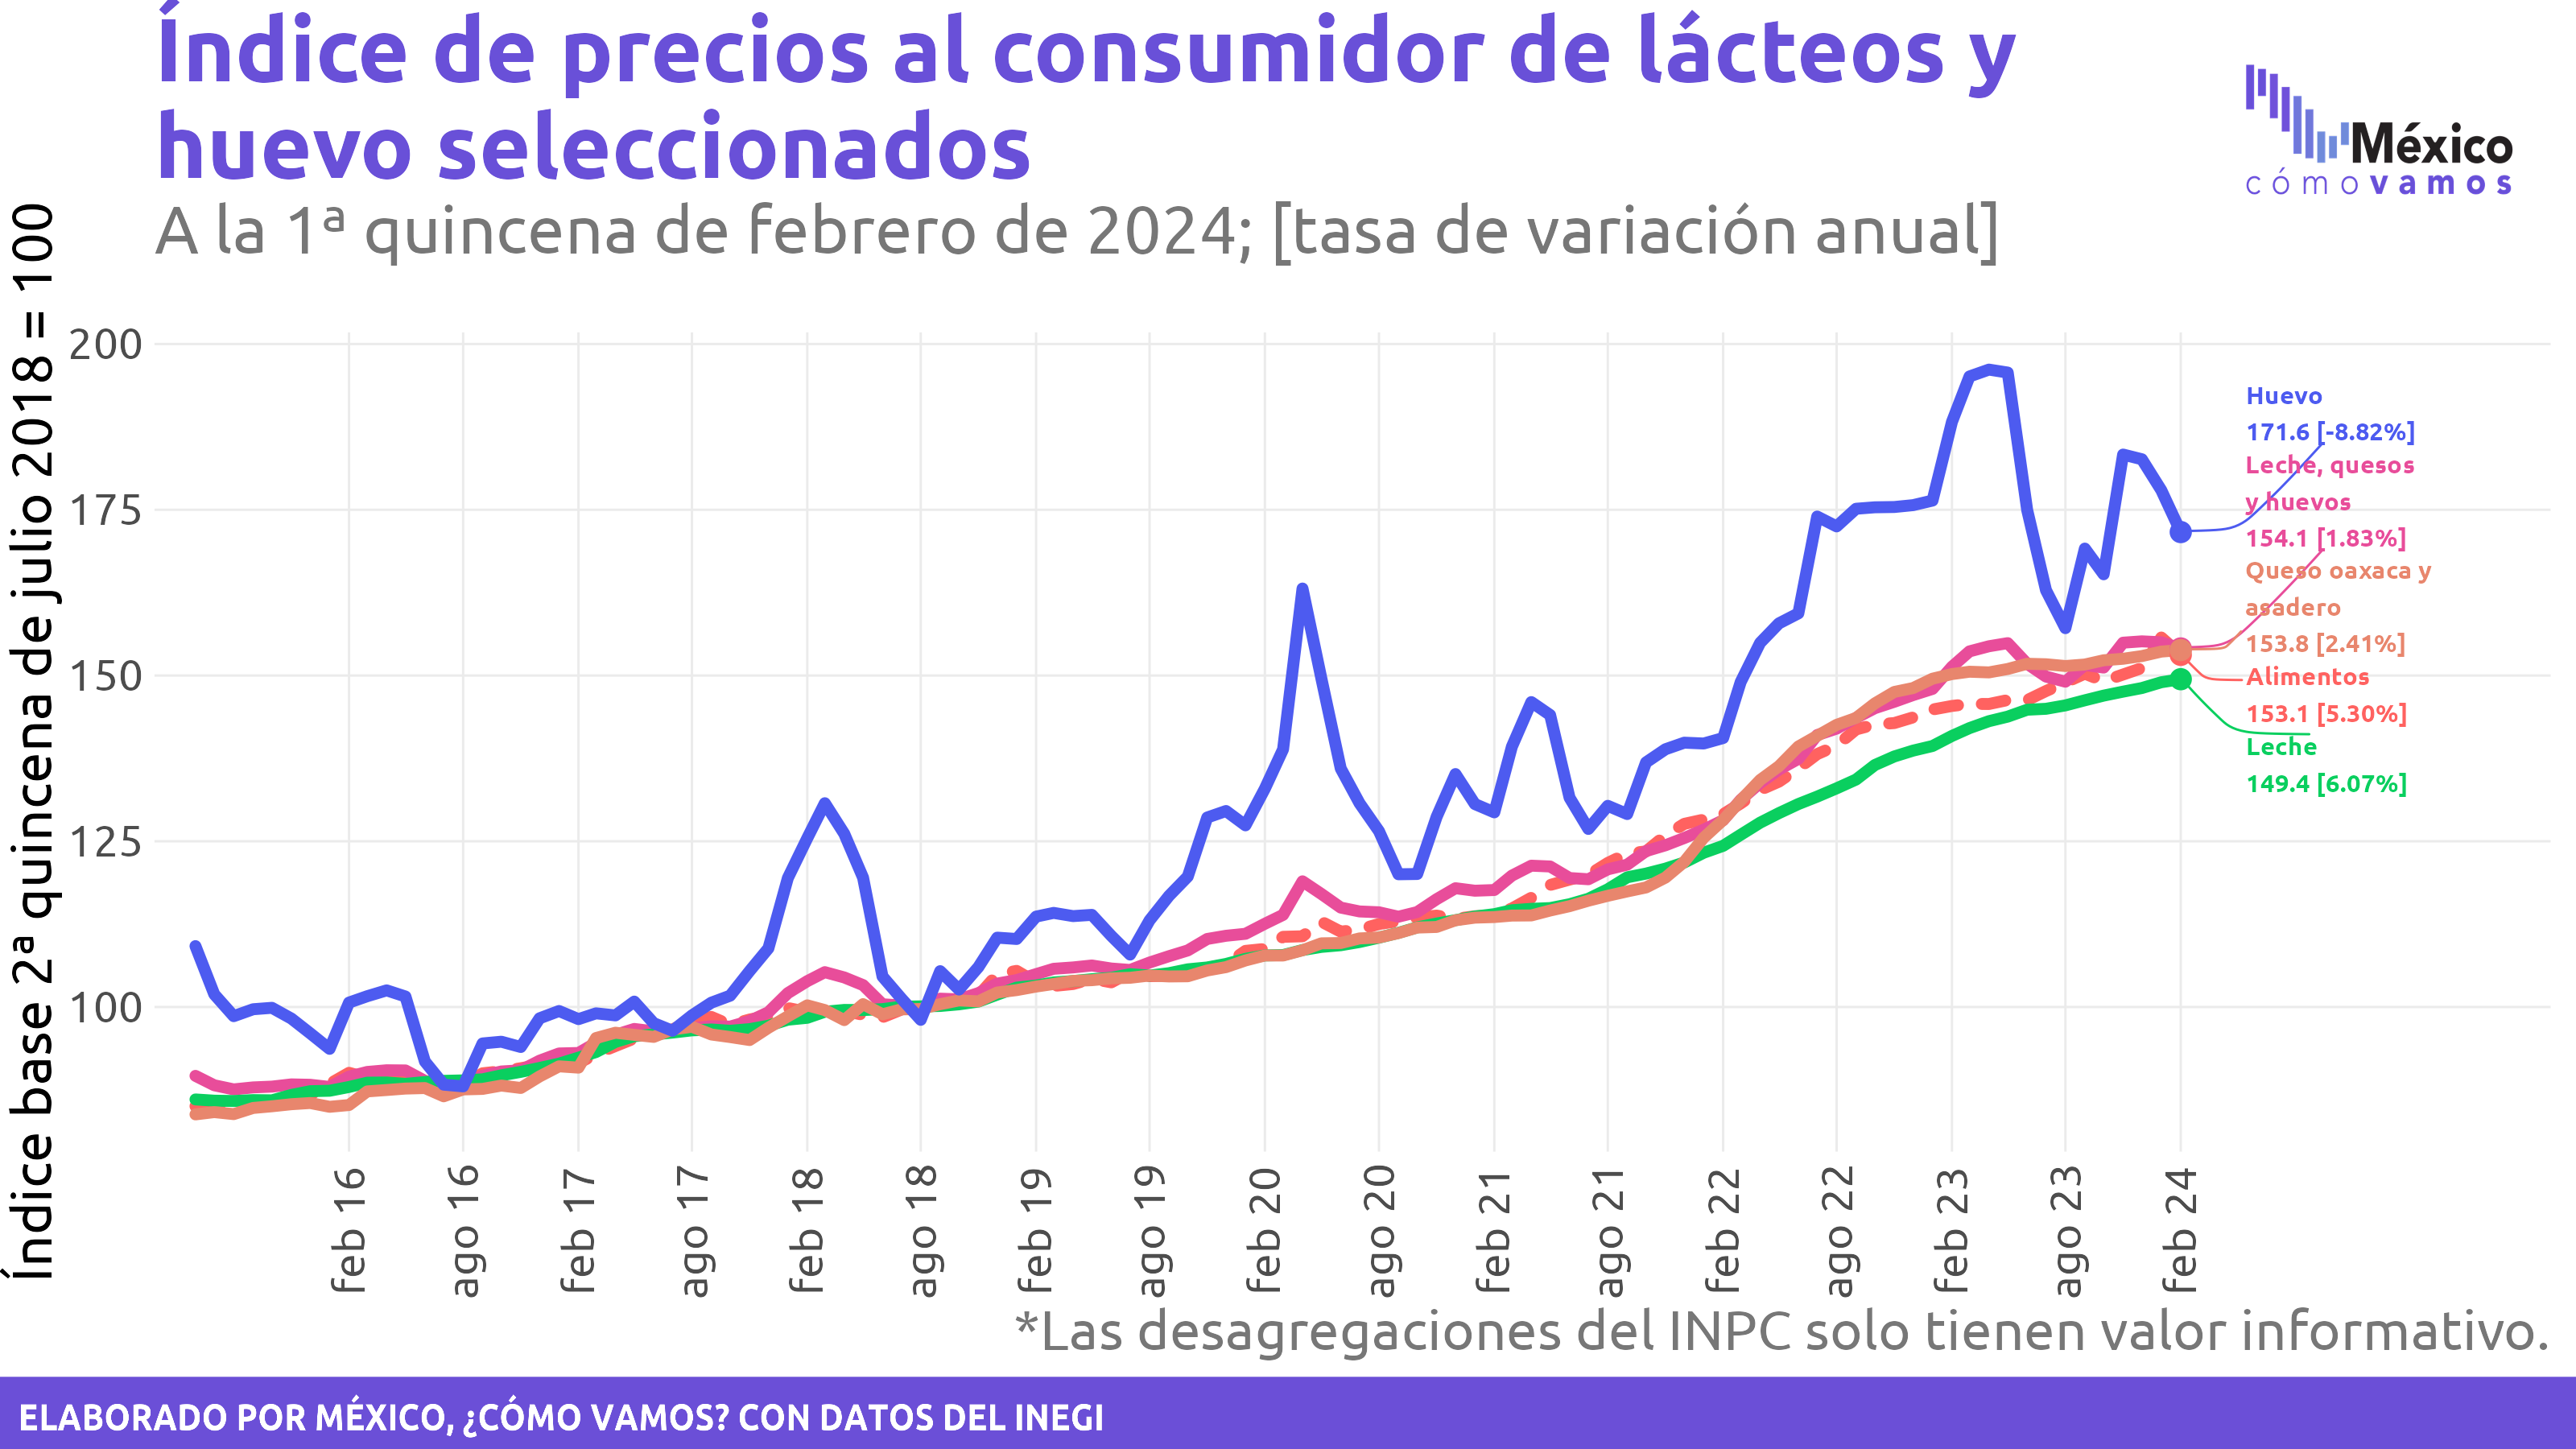 Índice de precios al consumidor de lácteos y
huevo seleccionados
A la 1ª quincena de febrero de 2024; [tasa de variación anual]
México
cómo vamos
Índice base 2ª quincena de julio 2018 = 100
200
175
150
125
100
Huevo
171.6 [-8.82%]
Leche, quesos
y huevos
154.1 [1.83%]
Queso oaxaca y
asadero
153.8 [2.41%]
Alimentos
153.1 [5.30%]
Leche
149.4 [6.07%]
feb 16
ago 16
feb 17
ago 17
feb 18
ago 18
feb 19
ago 19
feb 20
ago 20
feb 21
ago 21
feb 22
ago 22
feb 23
ago 23
feb 24
*Las desagregaciones del INPC solo tienen valor informativo.
ELABORADO POR MÉXICO, ¿CÓMO VAMOS? CON DATOS DEL INEGI